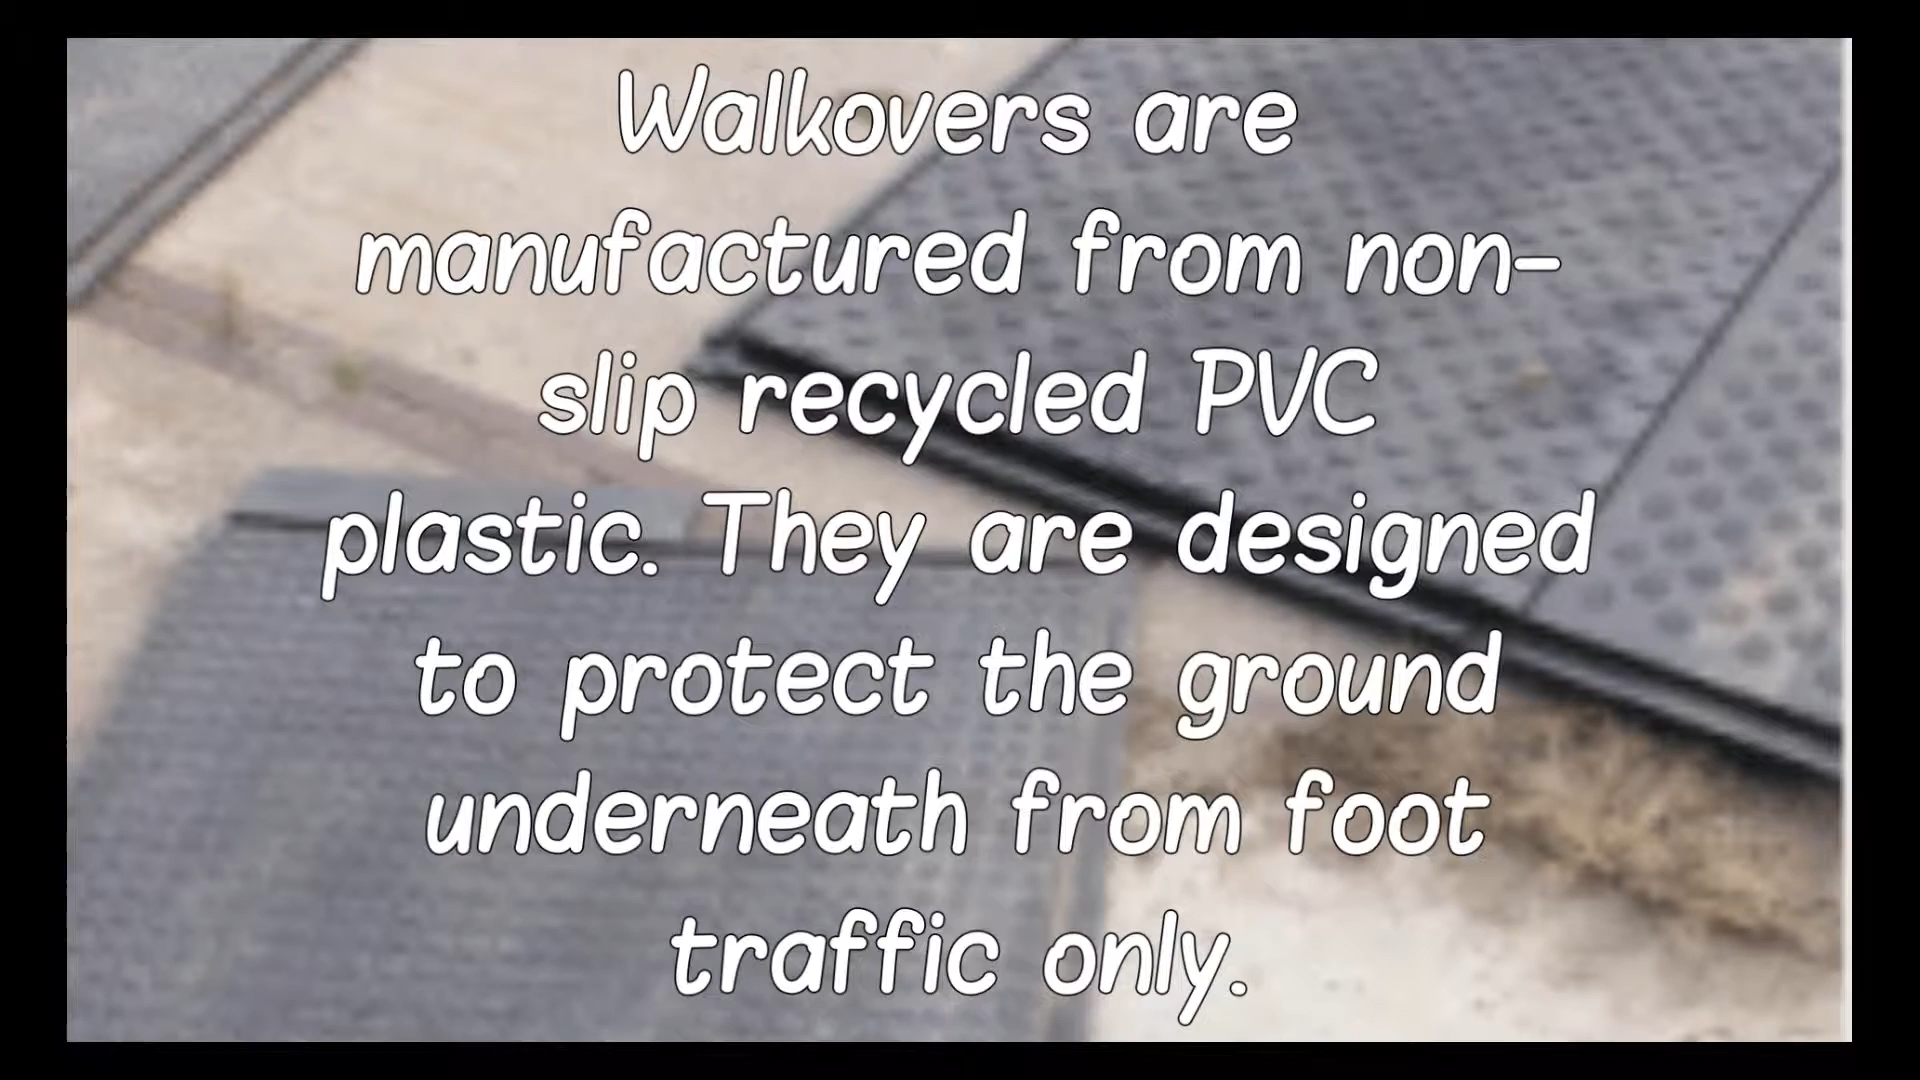 Walkovers are
manufactured from non-
slip recycled PVC
plastic. They are designed
to protect the ground
underneath from foot
traffic only.